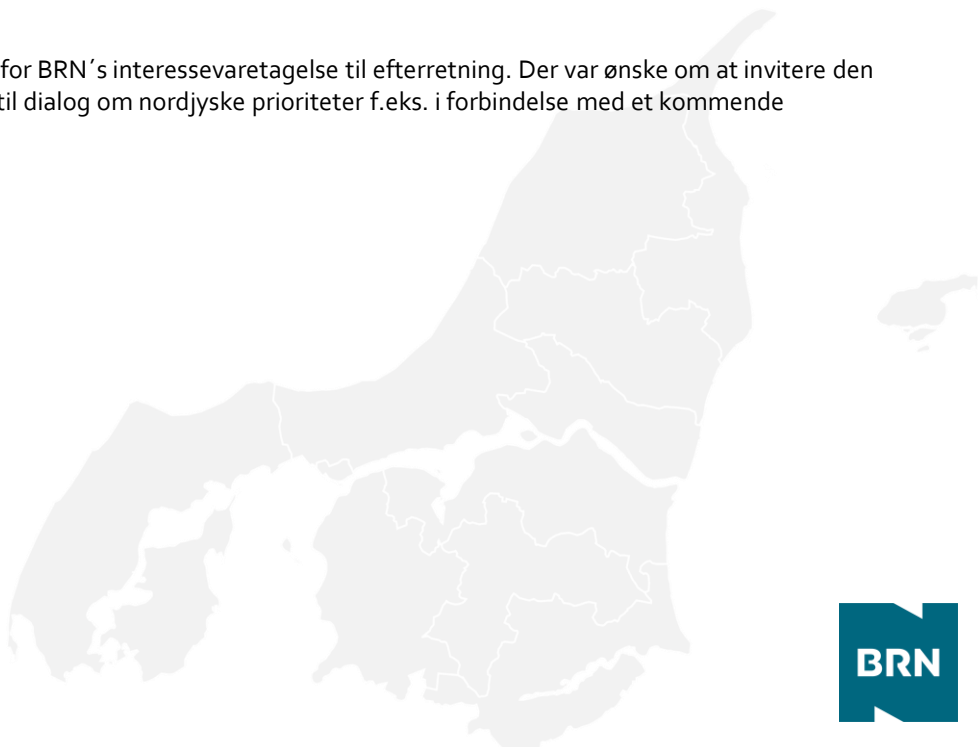 for BRN´s interessevaretagelse til efterretning. Der var ønske om at invitere den
til dialog om nordjyske prioriteter f.eks. i forbindelse med et kommende
BRN